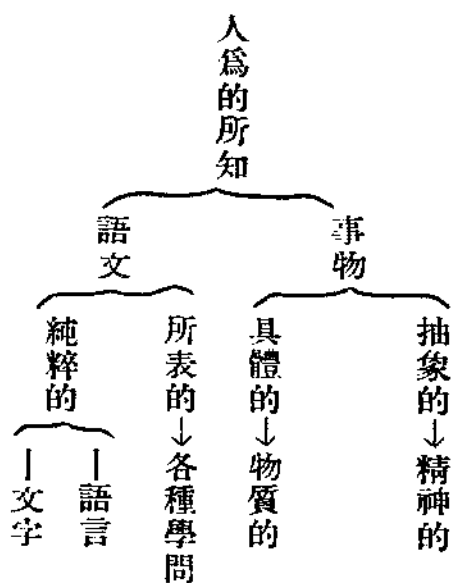 人爲的所知
事物
抽象的→精神的
具體的→物質的
語文
所表的→各種學問
純粹的
語言
文字